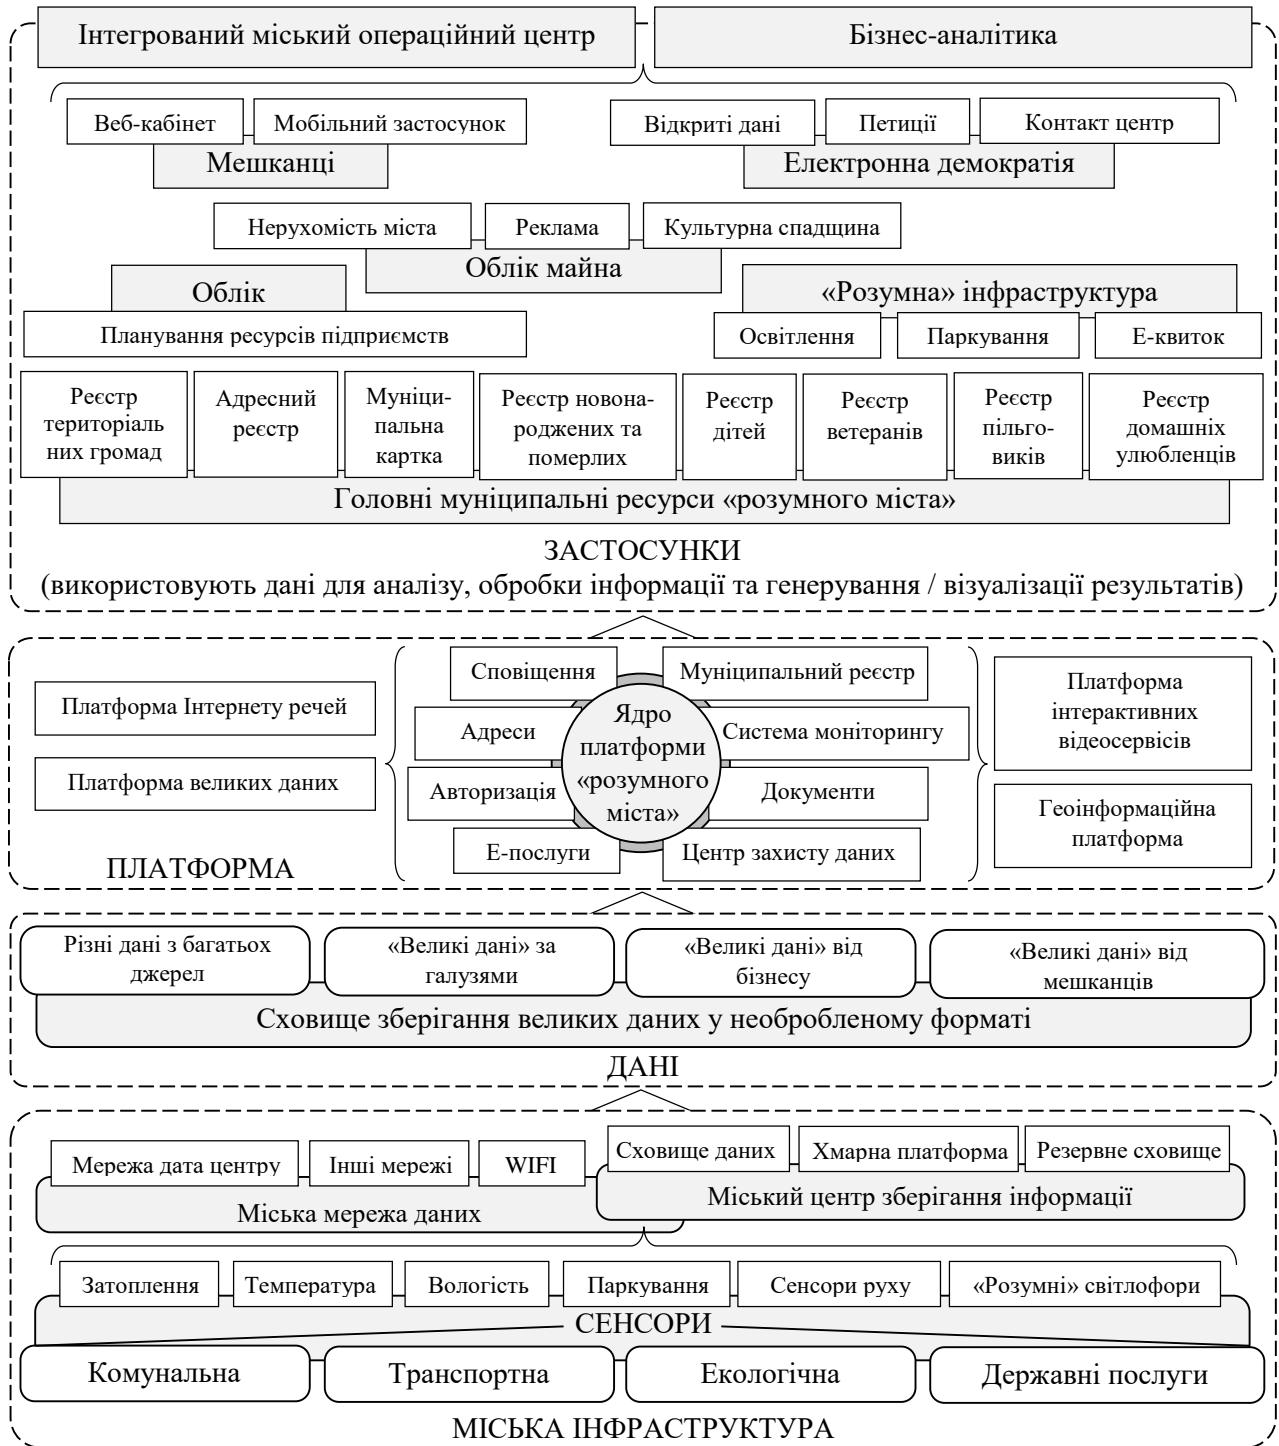 Інтегрований міський операційний центр
Бізнес-аналітика
Веб-кабінет
Мобільний застосунок
Мешканці
Відкриті дані
Петиції
Контакт центр
Електронна демократія
Нерухомість міста
Реклама
Культурна спадщина
Облік майна
Облік
Планування ресурсів підприємств
«Розумна» інфраструктура
Освітлення
Паркування
Е-квиток
Реєстр
територіаль
них громад
Адресний
реєстр
Муніци-
пальна
картка
Реєстр новона-
роджених та
померлих
Реєстр
дітей
Реєстр
ветеранів
Реєстр
пільго-
виків
Реєстр
домашніх
улюбленців
Головні муніципальні ресурси «розумного міста»
ЗАСТОСУНКИ
(використовують дані для аналізу, обробки інформації та генерування / візуалізації результатів)
Платформа Інтернету речей
Платформа великих даних
ПЛАТФОРМА
Сповіщення
Адреси
Авторизація
Е-послуги
Ядро
платформи
«розумного
міста»
Муніципальний реєстр
Система моніторингу
Документи
Центр захисту даних
Платформа
інтерактивних
відеосервісів
Геоінформаційна
платформа
Різні дані з багатьох
джерел
«Великі дані» за
галузями
«Великі дані» від
бізнесу
«Великі дані» від
мешканців
Сховище зберігання великих даних у необробленому форматі
ДАНІ
Мережа дата центру
Інші мережі
WIFI
Міська мережа даних
Сховище даних
Хмарна платформа
Резервне сховище
Міський центр зберігання інформації
Затоплення
Температура
Вологість
Паркування
Сенсори руху
«Розумні» світлофори
СЕНСОРИ
Комунальна
Транспортна
Екологічна
Державні послуги
МІСЬКА ІНФРАСТРУКТУРА